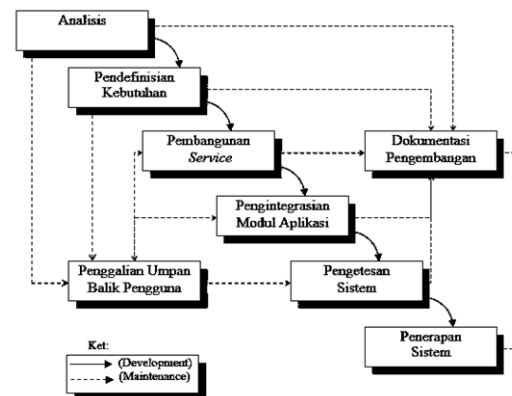 Analisis
Pendefinisian
Kebutuhan
Pembangunan
Service
Dokumentasi
Pengembangan
Pengintegrasian
Modul Aplikasi
Penggalian Umpan
Balik Pengguna
Pengetesan
Sistem
Penerapan
Sistem
Ket:
(Development)
(Maintenance)